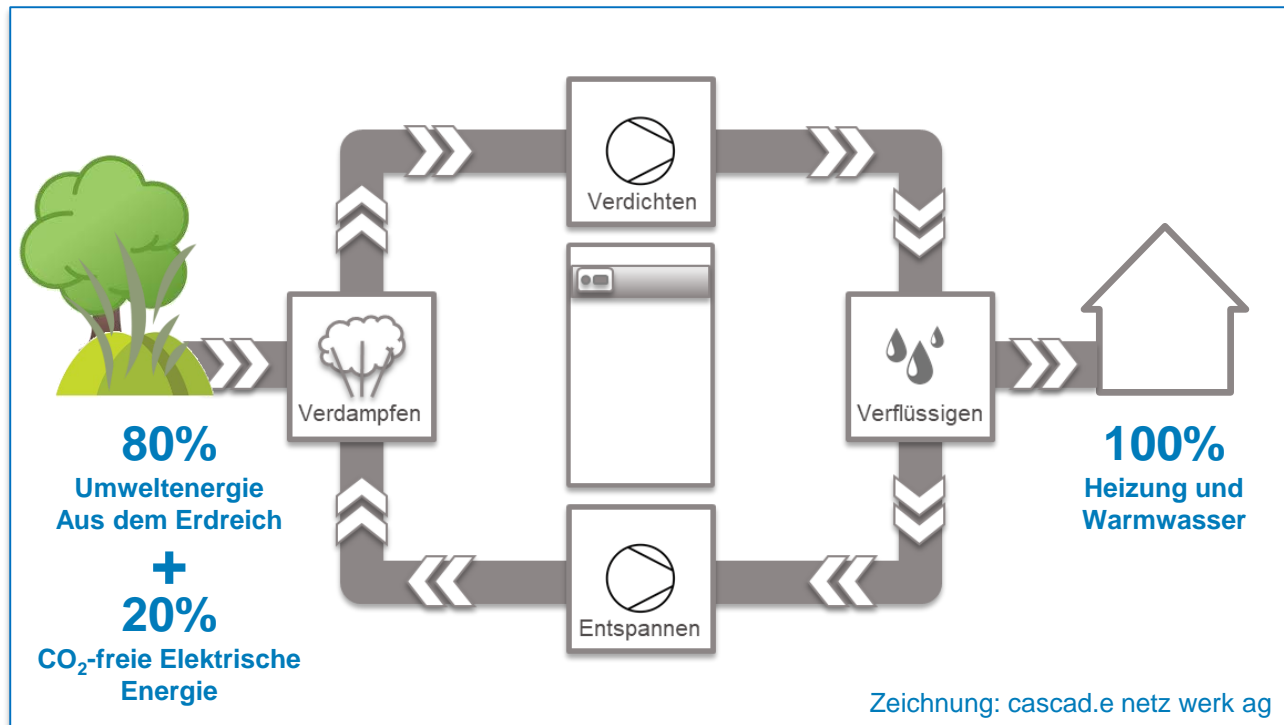 Verdichten
Verdampfen
Verflüssigen
Entspannen
80%
Umweltenergie
Aus dem Erdreich
+
20%
CO₂-freie Elektrische
Energie
100%
Heizung und
Warmwasser
Zeichnung: cascad.e netz werk ag